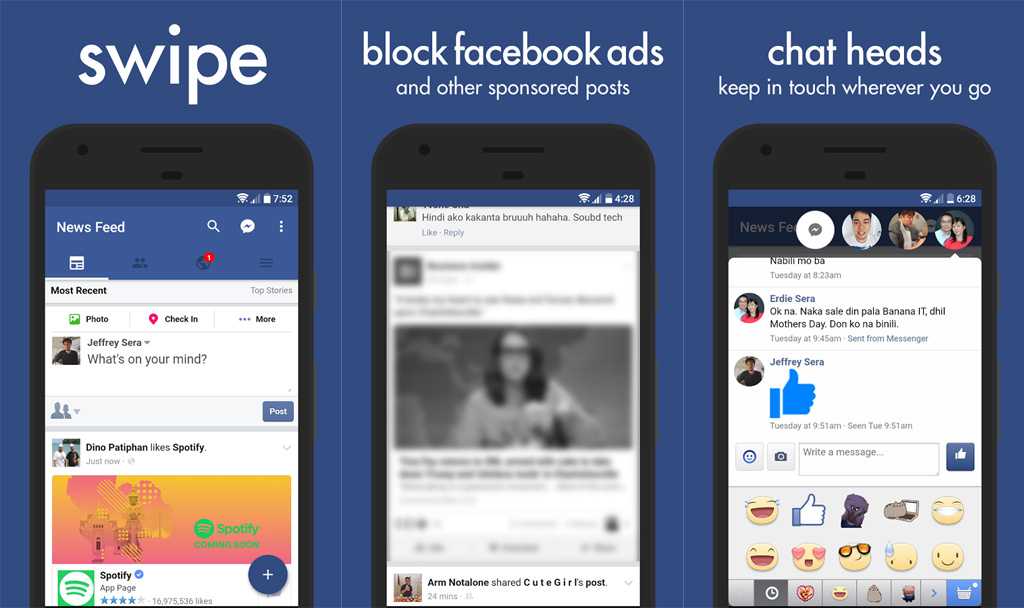 swipe
7:52
News Feed
1
Most Recent
Top Stories
Photo
Check In
More
Jeffrey Sera
What's on your mind?
Post
Dino Patiphan likes Spotify.
Just now ·
Spotify
COMING SOON
+
Spotify
App Page
16,975,536 likes
block facebook ads
and other sponsored posts
4:28
Hindi ako kakanta bruuuh hahaha. Soubd tech
Like · Reply
Arm Notalone shared C u t e G i r l's post.
24 mins ·
chat heads
keep in touch wherever you go
6:28
News Fe
Nabili mo ba
Tuesday at 8:23am
Erdie Sera
Ok na. Naka sale din pala Banana IT, dhil
Mothers Day. Don ko na binili.
Tuesday at 9:45am · Sent from Messenger
Jeffrey Sera
Tuesday at 9:51am · Seen Tue 9:51am
Write a message...